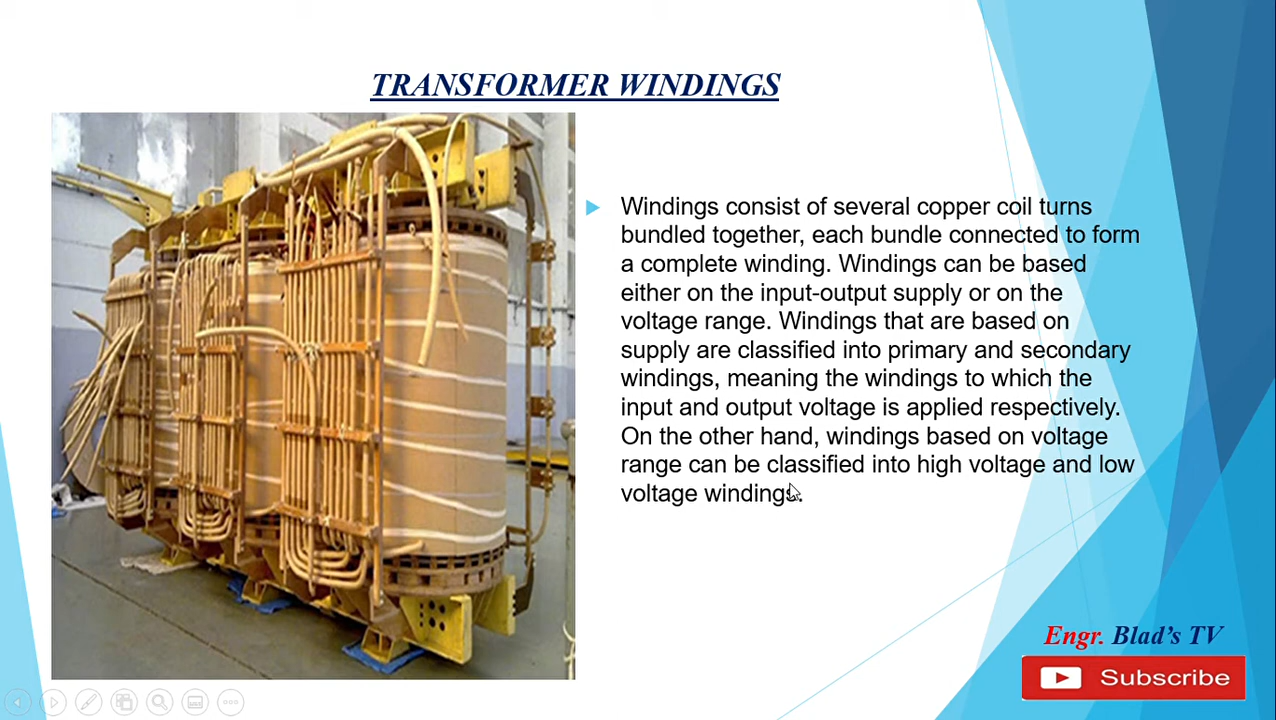 TRANSFORMER WINDINGS
Windings consist of several copper coil turns
bundled together, each bundle connected to form
a complete winding. Windings can be based
either on the input-output supply or on the
voltage range. Windings that are based on
supply are classified into primary and secondary
windings, meaning the windings to which the
input and output voltage is applied respectively.
On the other hand, windings based on voltage
range can be classified into high voltage and low
voltage windings.
Engr. Blad's TV
Subscribe